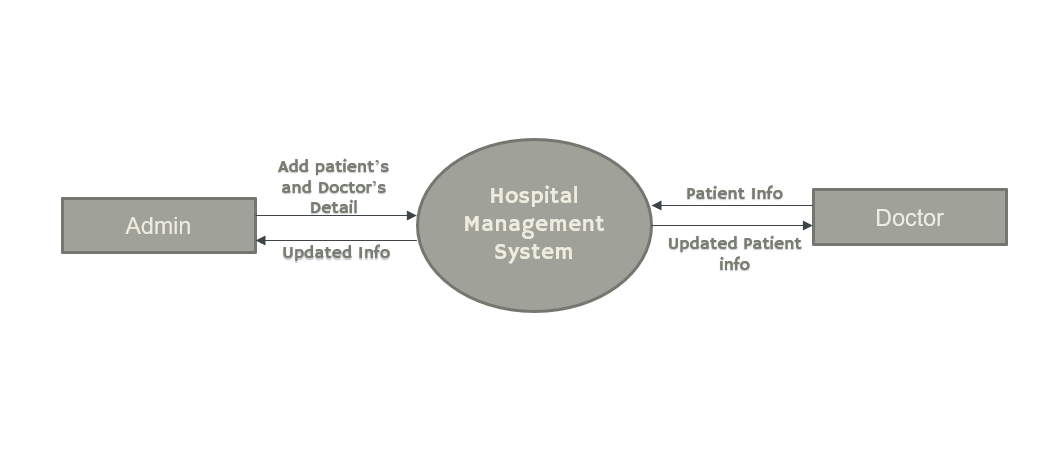 Add patient’s
and Doctor’s
Detail
Admin
Updated Info
Hospital
Management
System
Patient Info
Doctor
Updated Patient
info